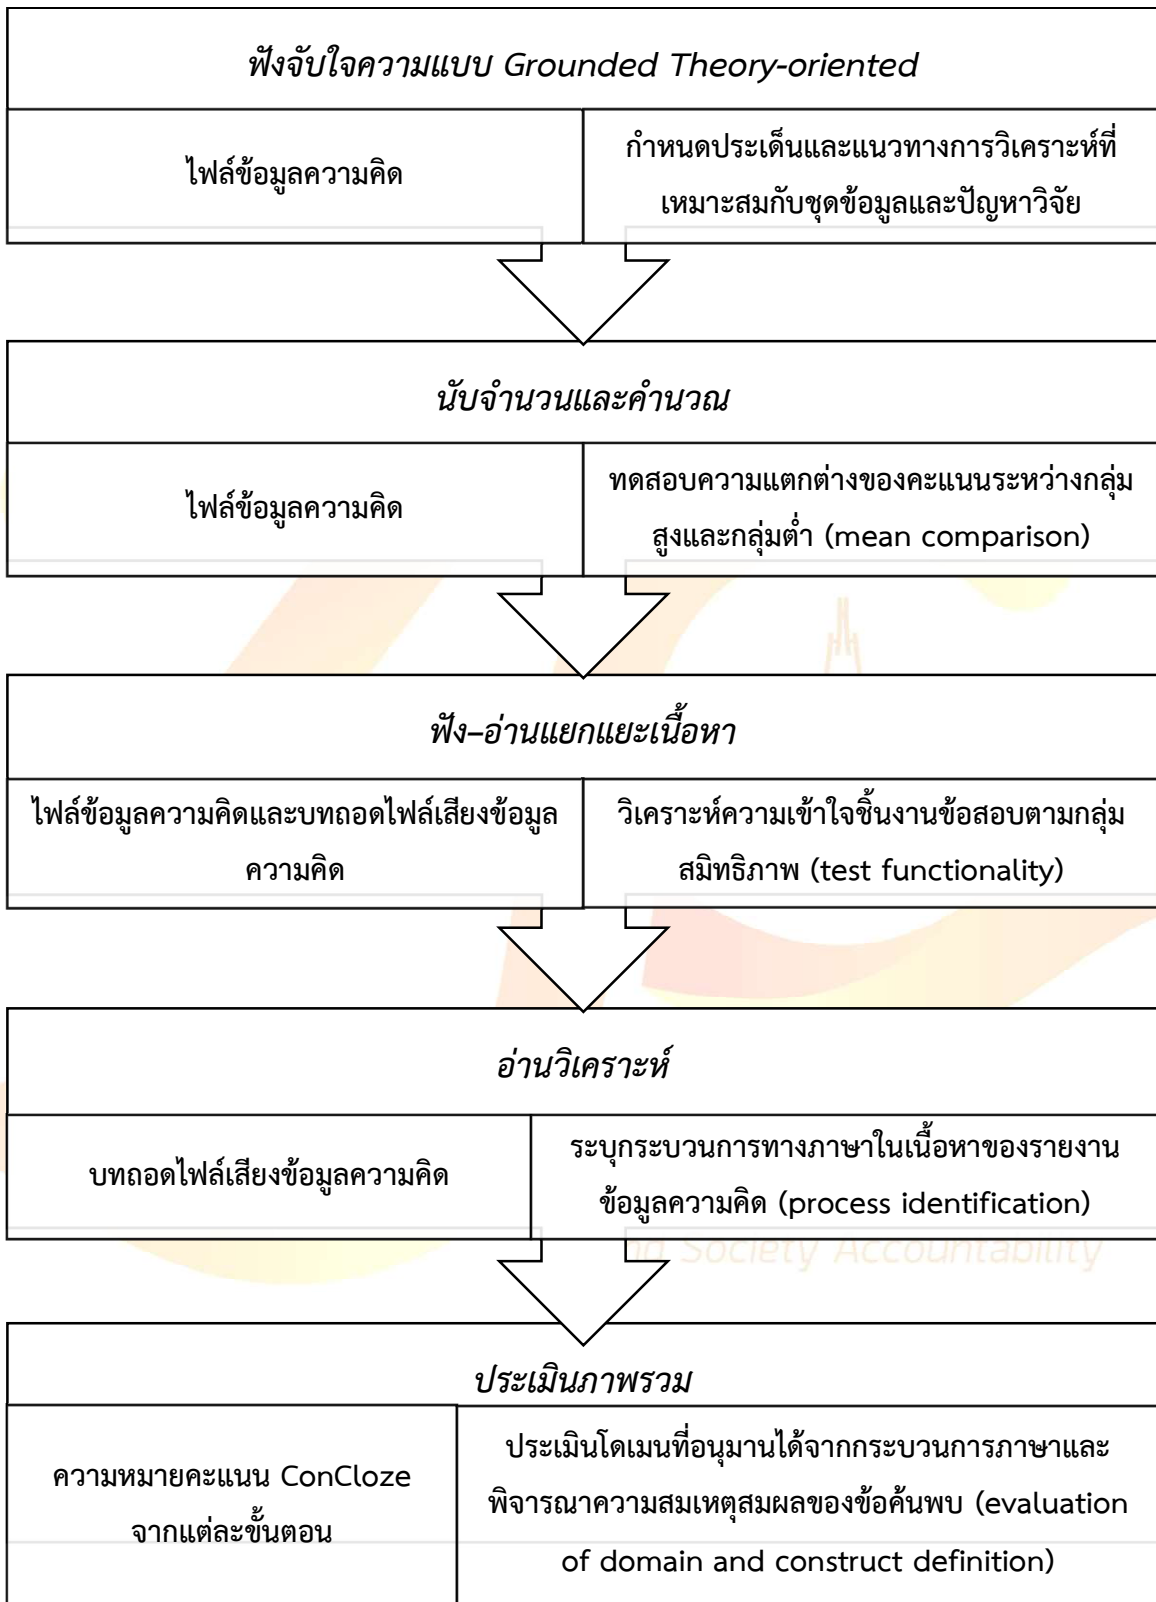 ฟังจับใจความแบบ Grounded Theory-oriented
ไฟล์ข้อมูลความคิด
กำหนดประเด็นและแนวทางการวิเคราะห์ที่
เหมาะสมกับชุดข้อมูลและปัญหาวิจัย
นับจำนวนและคำนวณ
ไฟล์ข้อมูลความคิด
ทดสอบความแตกต่างของคะแนนระหว่างกลุ่ม
สูงและกลุ่มต่ำ (mean comparison)
ฟัง–อ่านแยกแยะเนื้อหา
ไฟล์ข้อมูลความคิดและบทถอดไฟล์เสียงข้อมูล
ความคิด
วิเคราะห์ความเข้าใจชิ้นงานข้อสอบตามกลุ่ม
สมิทธิภาพ (test functionality)
อ่านวิเคราะห์
บทถอดไฟล์เสียงข้อมูลความคิด
ระบุกระบวนการทางภาษาในเนื้อหาของรายงาน
ข้อมูลความคิด (process identification)
Society Accountability
ประเมินภาพรวม
ความหมายคะแนน ConCloze
จากแต่ละขั้นตอน
ประเมินโดเมนที่อนุมานได้จากกระบวนการภาษาและ
พิจารณาความสมเหตุสมผลของข้อค้นพบ (evaluation
of domain and construct definition)